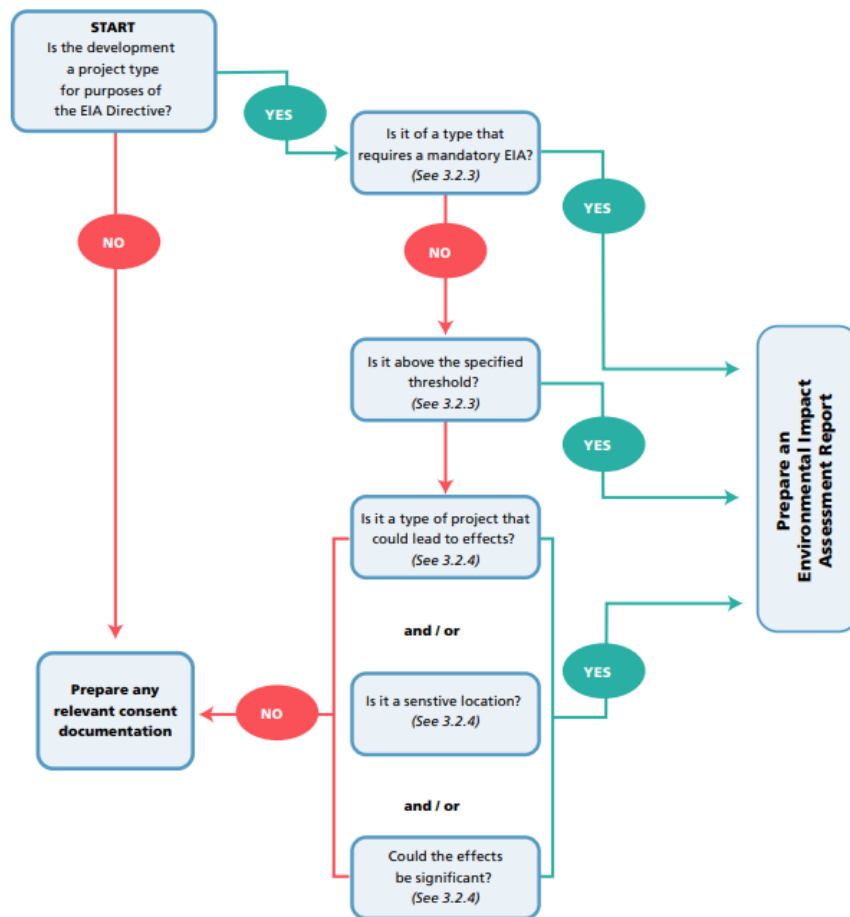 START
Is the development
a project type
for purposes of
the EIA Directive?
YES
Is it of a type that
requires a mandatory EIA?
(See 3.2.3)
YES
NO
NO
Is it above the specified
threshold?
(See 3.2.3)
YES
Prepare an
Environmental Impact
Assessment Report
Is it a type of project that
could lead to effects?
(See 3.2.4)
and / or
YES
Prepare any
relevant consent
documentation
NO
Is it a senstive location?
(See 3.2.4)
and / or
Could the effects
be significant?
(See 3.2.4)